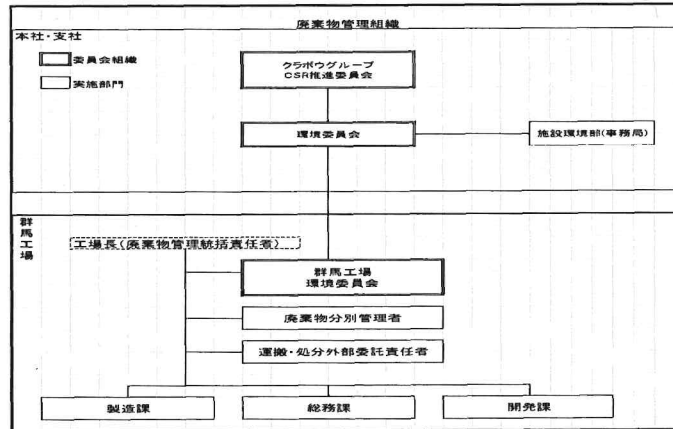 廃棄物管理組織
本社・支社
委員会組織
実施部門
クラボウグループ
CSR推進委員会
環境委員会
施設環境部(事務局)
群馬工場
工場長(廃棄物管理統括責任者)
群馬工場
環境委員会
廃棄物分別管理者
運搬・処分外部委託責任者
製造課
総務課
開発課